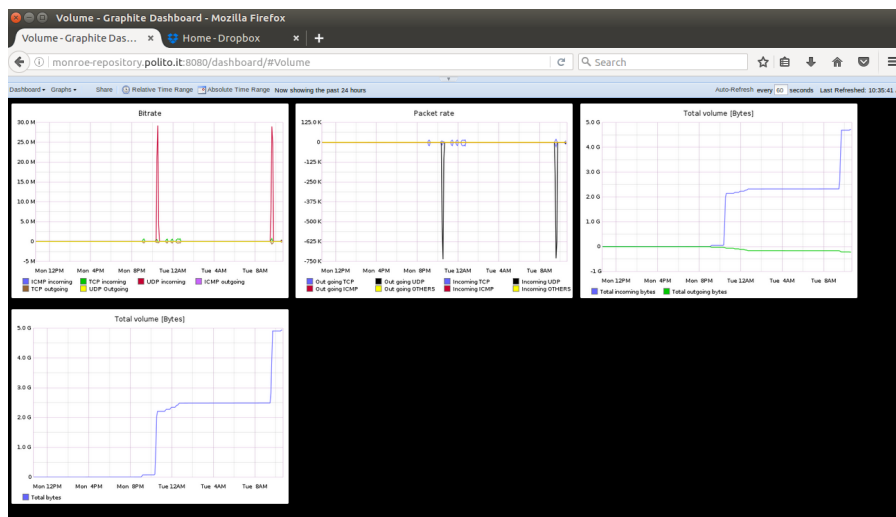 Volume - Graphite Dashboard - Mozilla Firefox
Volume - Graphite Das... × Home - Dropbox × +
monroe-repository.polito.it:8080/dashboard/#Volume Search
Dashboard Graphs Share Relative Time Range Absolute Time Range Now showing the past 24 hours Auto-Refresh every 60 seconds Last Refreshed: 10:35:41
Bitrate
30.0 M
25.0 M
20.0 M
15.0 M
10.0 M
5.0 M
0
-5 M
Mon 12PM Mon 4PM Mon 8PM Tue 12AM Tue 4AM Tue 8AM
ICMP incoming TCP incoming UDP incoming ICMP outgoing
TCP outgoing UDP Outgoing
Packet rate
125.0 K
0
-125 K
-250 K
-375 K
-500 K
-625 K
-750 K
Mon 12PM Mon 4PM Mon 8PM Tue 12AM Tue 4AM Tue 8AM
Out going TCP Out going UDP Incoming TCP Incoming UDP
Out going ICMP Out going OTHERS Incoming ICMP Incoming OTHERS
Total volume [Bytes]
5.0 G
4.0 G
3.0 G
2.0 G
1.0 G
0
-1 G
Mon 12PM Mon 4PM Mon 8PM Tue 12AM Tue 4AM Tue 8AM
Total incoming bytes Total outgoing bytes
Total volume [Bytes]
5.0 G
4.0 G
3.0 G
2.0 G
1.0 G
0
Mon 12PM Mon 4PM Mon 8PM Tue 12AM Tue 4AM Tue 8AM
Total bytes